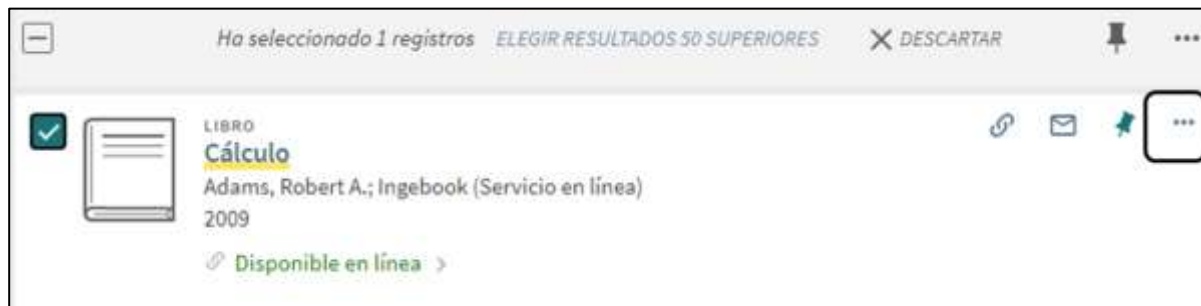 Ha seleccionado 1 registros ELEGIR RESULTADOS 50 SUPERIORES DESCARTAR
LIBRO
Cálculo
Adams, Robert A.; Ingebook (Servicio en línea)
2009
Disponible en línea